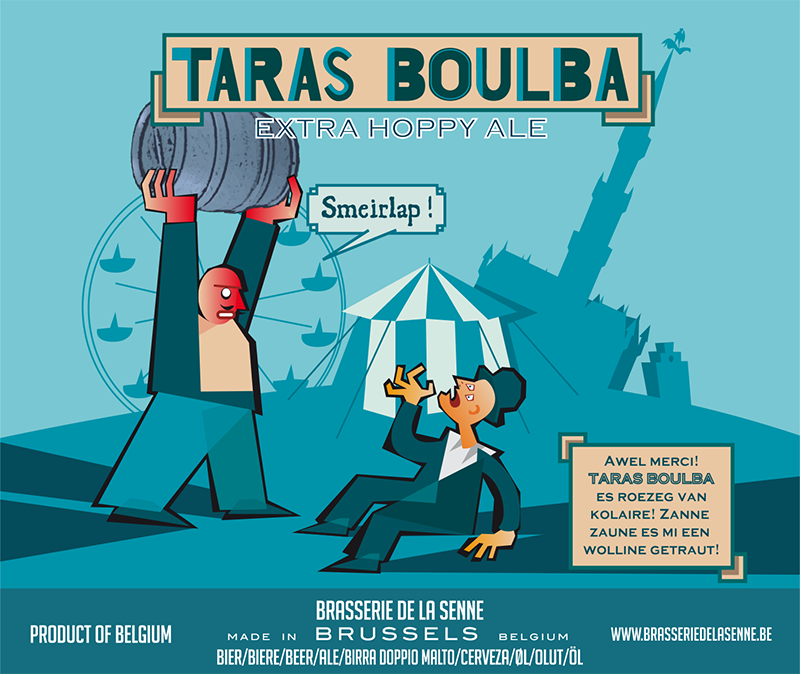 TARAS BOULBA
EXTRA HOPPY ALE
Smeirlap !
AWEL MERCI!
TARAS BOULBA
ES ROEZEG VAN
KOLAIRE! ZANNE
ZAUNE ES MI EEN
WOLLINE GETRAUT!
PRODUCT OF BELGIUM
BRASSERIE DE LA SENNE
MADE IN BRUSSELS BELGIUM
BIER/BIERE/BEER/ALE/BIRRA DOPPIO MALTO/CERVEZA/ØL/OLUT/ÖL
WWW.BRASSERIEDELASENNE.BE